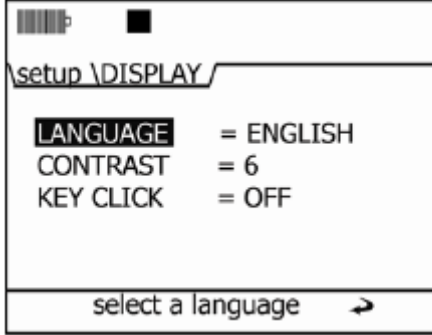 \setup \DISPLAY/
LANGUAGE = ENGLISH
CONTRAST = 6
KEY CLICK = OFF
select a language